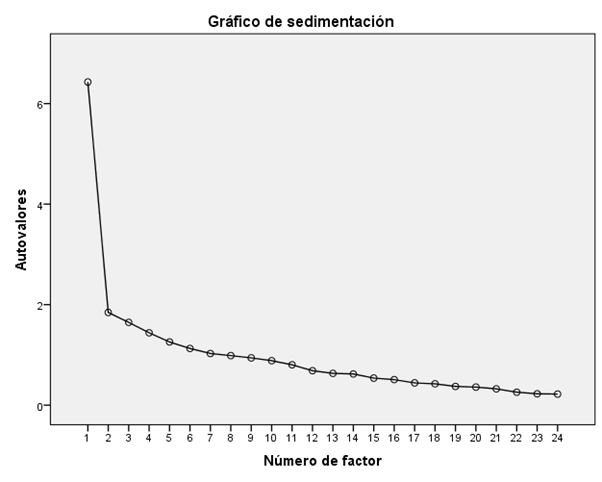 Gráfico de sedimentación
Autovalores
6
4
2
0
1 2 3 4 5 6 7 8 9 10 11 12 13 14 15 16 17 18 19 20 21 22 23 24
Número de factor